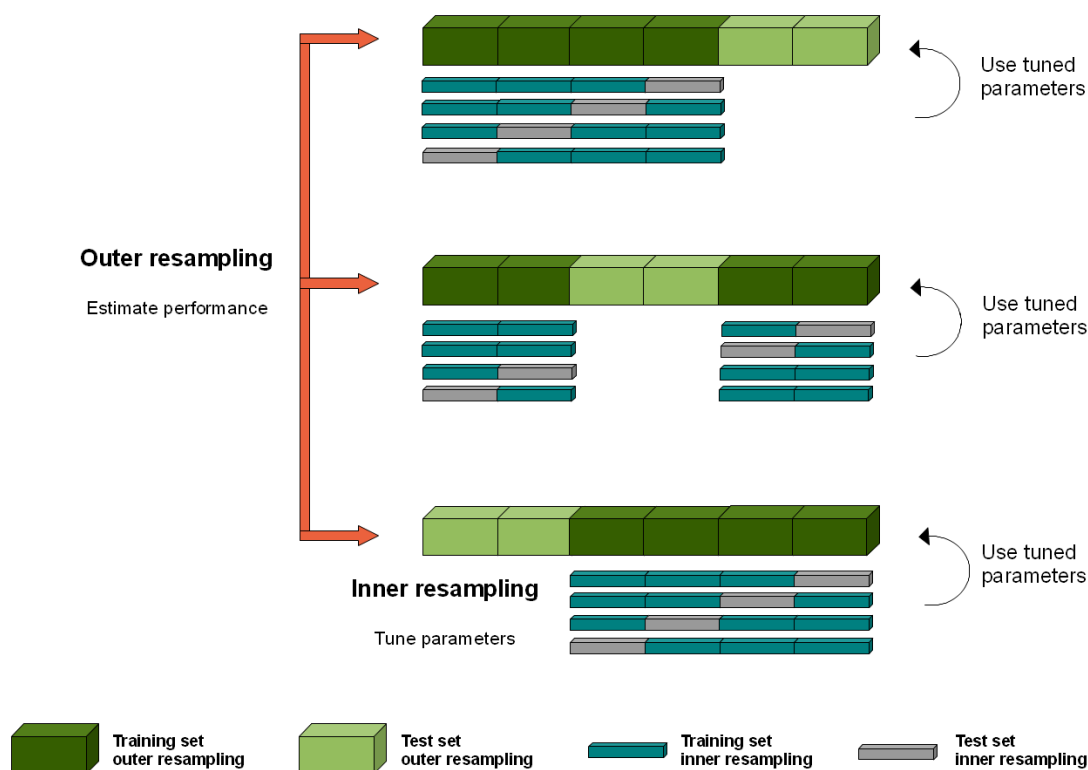 Use tuned
parameters
Outer resampling
Estimate performance
Use tuned
parameters
Use tuned
parameters
Inner resampling
Tune parameters
Training set
outer resampling
Test set
outer resampling
Training set
inner resampling
Test set
inner resampling